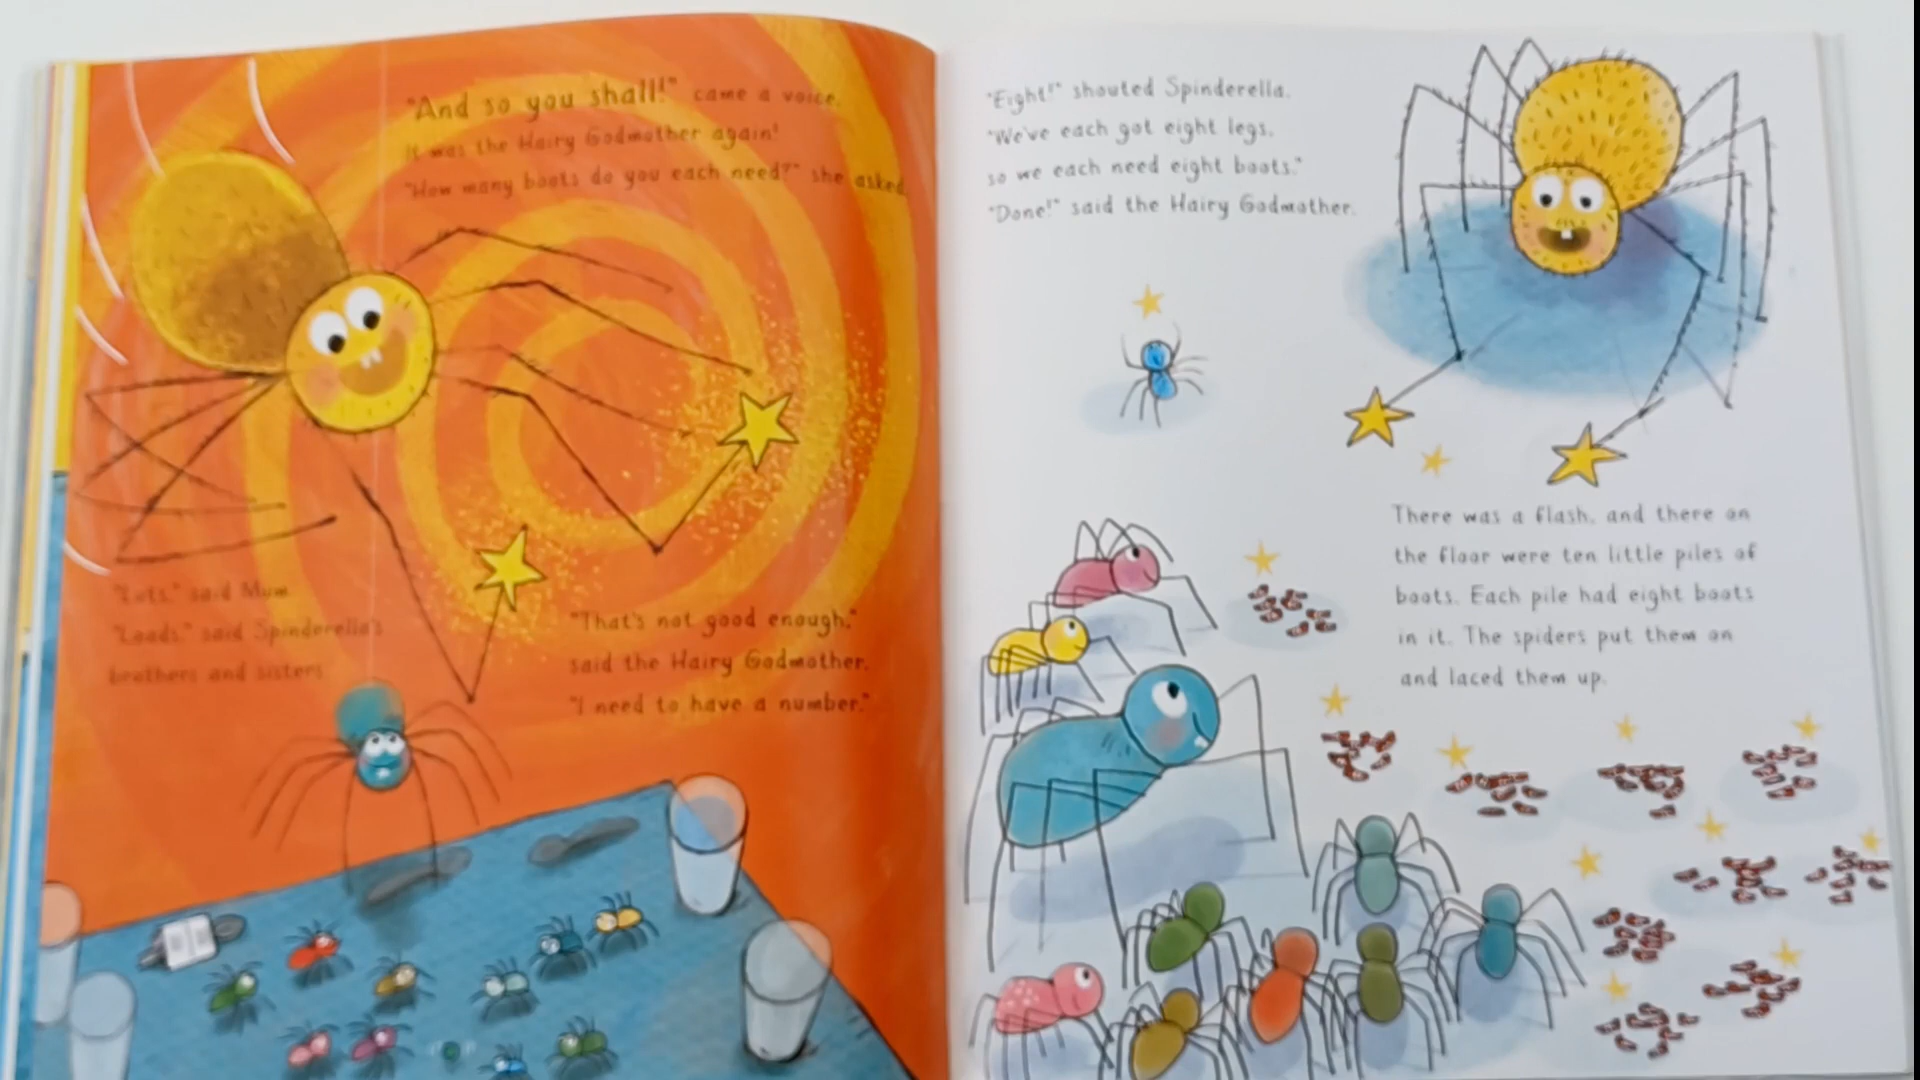 "And so you shall!" came a voice.
It was the Hairy Godmother again!
"How many boots do you each need?" she asked.
"Lots," said Mum.
"Loads," said Spinderella's
brothers and sisters.
"That's not good enough,"
said the Hairy Godmother.
"I need to have a number."
"Eight!" shouted Spinderella.
"We've each got eight legs,
so we each need eight boots."
"Done!" said the Hairy Godmother.
There was a flash, and there on
the floor were ten little piles of
boots. Each pile had eight boots
in it. The spiders put them on
and laced them up.